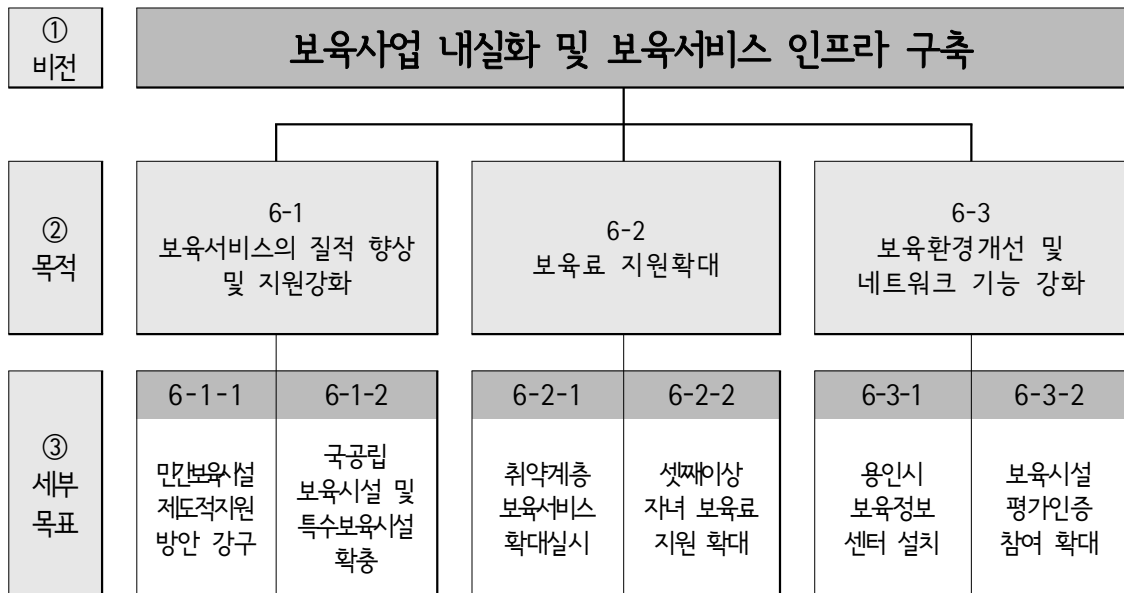 ①
비전
보육사업 내실화 및 보육서비스 인프라 구축
②
목적
6-1
보육서비스의 질적 향상
및 지원강화
6-2
보육료 지원확대
6-3
보육환경개선 및
네트워크 기능 강화
③
세부
목표
6-1-1
민간보육시설
제도적지원
방안 강구
6-1-2
국공립
보육시설 및
특수보육시설
확충
6-2-1
취약계층
보육서비스
확대실시
6-2-2
셋째이상
자녀 보육료
지원 확대
6-3-1
용인시
보육정보
센터 설치
6-3-2
보육시설
평가인증
참여 확대